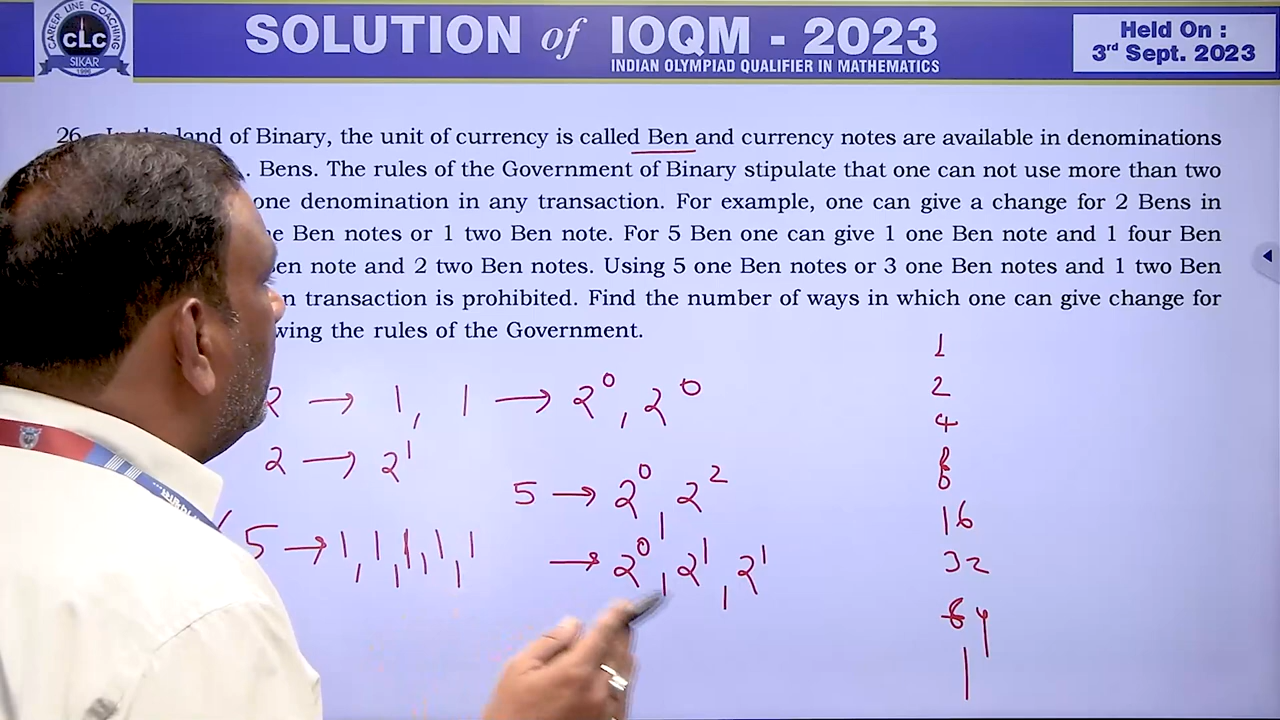 CAREER LINE COACHING
CLC
SIKAR
1996
SOLUTION of IOQM - 2023
INDIAN OLYMPIAD QUALIFIER IN MATHEMATICS
Held On :
3rd Sept. 2023
26. land of Binary, the unit of currency is called Ben and currency notes are available in denominations
. Bens. The rules of the Government of Binary stipulate that one can not use more than two
one denomination in any transaction. For example, one can give a change for 2 Bens in
Ben notes or 1 two Ben note. For 5 Ben one can give 1 one Ben note and 1 four Ben
note and 2 two Ben notes. Using 5 one Ben notes or 3 one Ben notes and 1 two Ben
transaction is prohibited. Find the number of ways in which one can give change for
the rules of the Government.
2 → 1, 1 → 2⁰, 2⁰
2 → 2¹
5 → 1, 1, 1, 1, 1
5 → 2⁰, 2²
→ 2⁰, 2¹, 2¹
1
2
4
8
16
32
64